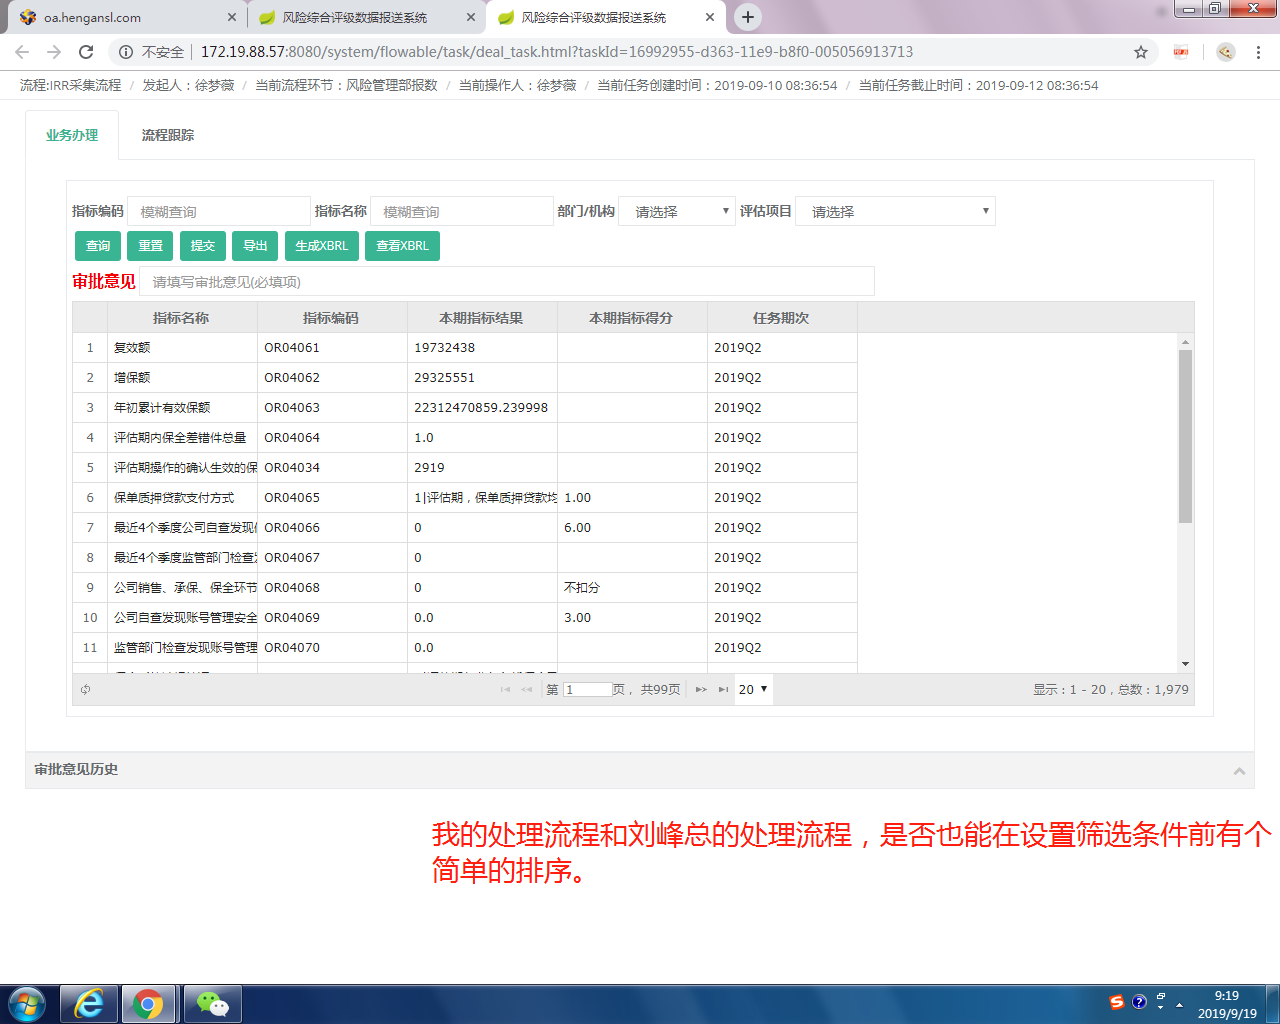 oa.hengansl.com
风险综合评级数据报送系统
风险综合评级数据报送系统
不安全 172.19.88.57:8080/system/flowable/task/deal_task.html?taskId=16992955-d363-11e9-b8f0-005056913713
流程:IRR采集流程 / 发起人：徐梦薇 / 当前流程环节：风险管理部报数 / 当前操作人：徐梦薇 / 当前任务创建时间：2019-09-10 08:36:54 / 当前任务截止时间：2019-09-12 08:36:54
业务办理 流程跟踪
指标编码 模糊查询 指标名称 模糊查询 部门/机构 请选择 评估项目 请选择
查询 重置 提交 导出 生成XBRL 查看XBRL
审批意见 请填写审批意见(必填项)
指标名称 指标编码 本期指标结果 本期指标得分 任务期次
1 复效额 OR04061 19732438 2019Q2
2 增保额 OR04062 29325551 2019Q2
3 年初累计有效保额 OR04063 22312470859.239998 2019Q2
4 评估期内保全差错件总量 OR04064 1.0 2019Q2
5 评估期操作的确认生效的保 OR04034 2919 2019Q2
6 保单质押贷款支付方式 OR04065 1|评估期，保单质押贷款均 1.00 2019Q2
7 最近4个季度公司自查发现 OR04066 0 6.00 2019Q2
8 最近4个季度监管部门检查 OR04067 0 2019Q2
9 公司销售、承保、保全环节 OR04068 0 不扣分 2019Q2
10 公司自查发现账号管理安全 OR04069 0.0 3.00 2019Q2
11 监管部门检查发现账号管理 OR04070 0.0 2019Q2
第 1 页，共99页 20 显示：1 - 20，总数：1,979
审批意见历史
我的处理流程和刘峰总的处理流程，是否也能在设置筛选条件前有个
简单的排序。
9:19
2019/9/19